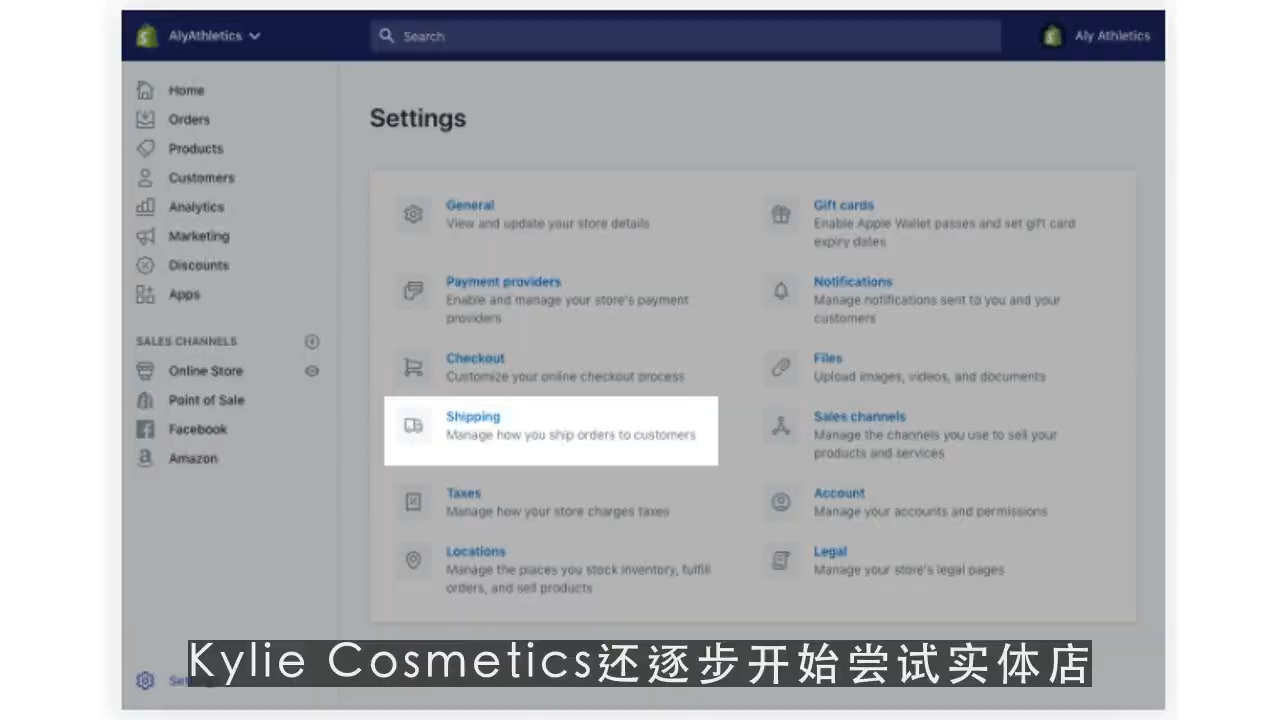 AlyAthletics
Search
Aly Athletics
Home
Orders
Products
Customers
Analytics
Marketing
Discounts
Apps
SALES CHANNELS
Online Store
Point of Sale
Facebook
Amazon
Settings
General
View and update your store details
Payment providers
Enable and manage your store's payment
providers
Checkout
Customize your online checkout process
Shipping
Manage how you ship orders to customers
Taxes
Manage how your store charges taxes
Locations
Manage the places you stock inventory, fulfill
orders, and sell products
Gift cards
Enable Apple Wallet passes and set gift card
expiry dates
Notifications
Manage notifications sent to you and your
customers
Files
Upload images, videos, and documents
Sales channels
Manage the channels you use to sell your
products and services
Account
Manage your accounts and permissions
Legal
Manage your store's legal pages
Kylie Cosmetics还逐步开始尝试实体店